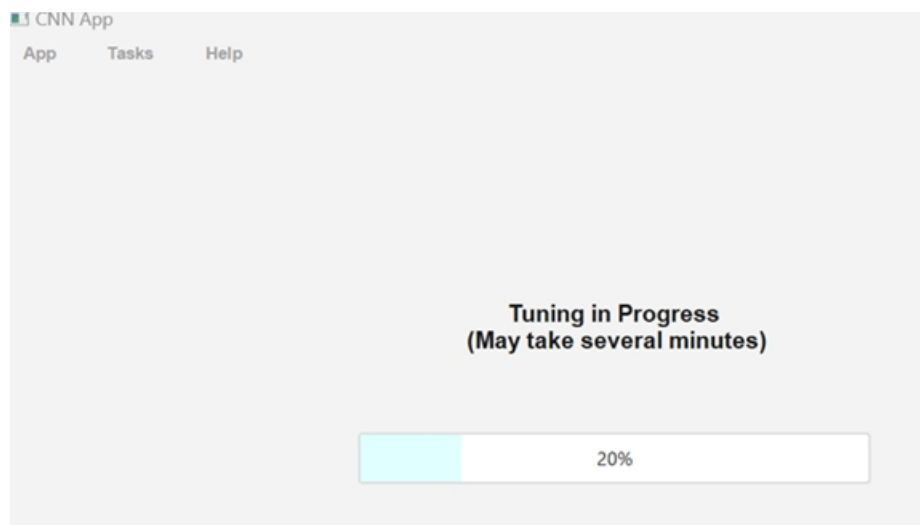 CNN App
App Tasks Help
Tuning in Progress
(May take several minutes)
20%